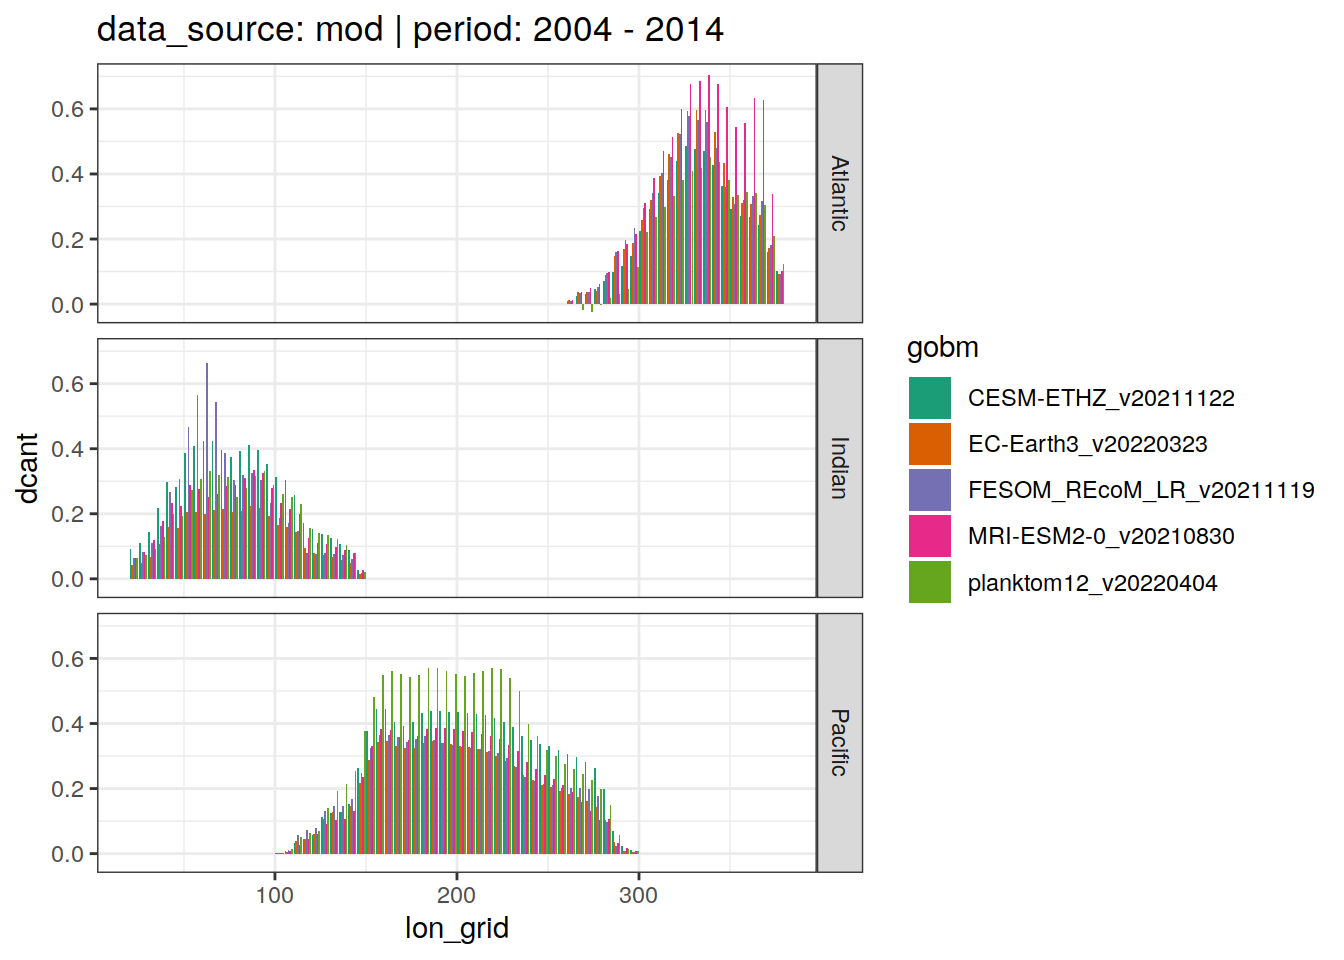 data_source: mod | period: 2004 - 2014
0.6
0.4
0.2
0.0
Atlantic
0.6
0.4
0.2
0.0
Indian
0.6
0.4
0.2
0.0
Pacific
100
200
300
lon_grid
dcant
gobm
CESM-ETHZ_v20211122
EC-Earth3_v20220323
FESOM_REcoM_LR_v20211119
MRI-ESM2-0_v20210830
planktom12_v20220404